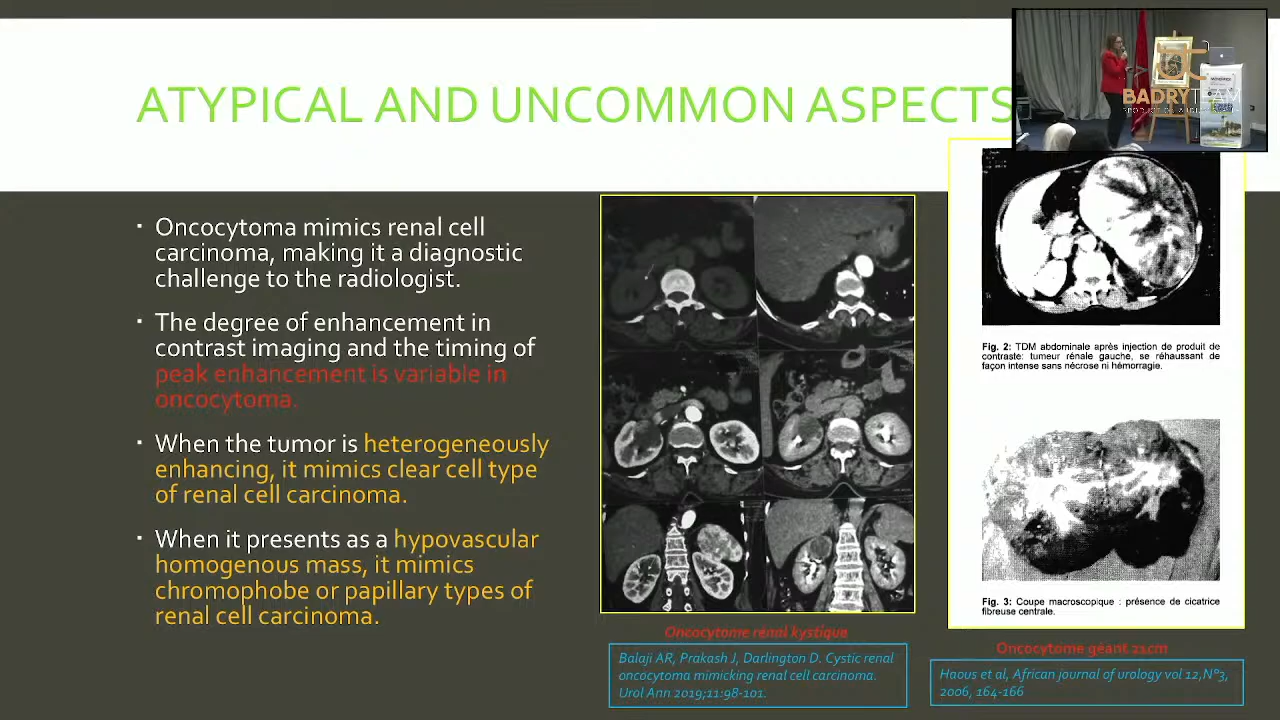 ATYPICAL AND UNCOMMON ASPECTS
Oncocytoma mimics renal cell
carcinoma, making it a diagnostic
challenge to the radiologist.
The degree of enhancement in
contrast imaging and the timing of
peak enhancement is variable in
oncocytoma.
When the tumor is heterogeneously
enhancing, it mimics clear cell type
of renal cell carcinoma.
When it presents as a hypovascular
homogenous mass, it mimics
chromophobe or papillary types of
renal cell carcinoma.
Oncocytome rénal kystique
Balaji AR, Prakash J, Darlington D. Cystic renal
oncocytoma mimicking renal cell carcinoma.
Urol Ann 2019;11:98-101.
BADRY
Fig. 2: TDM abdominale après injection de produit de
contraste: tumeur rénale gauche, se réhaussant de
façon intense sans nécrose ni hémorragie.
Fig. 3: Coupe macroscopique : présence de cicatrice
fibreuse centrale.
Oncocytome géant 21cm
Haous et al, African journal of urology vol 12,N°3,
2006, 164-166